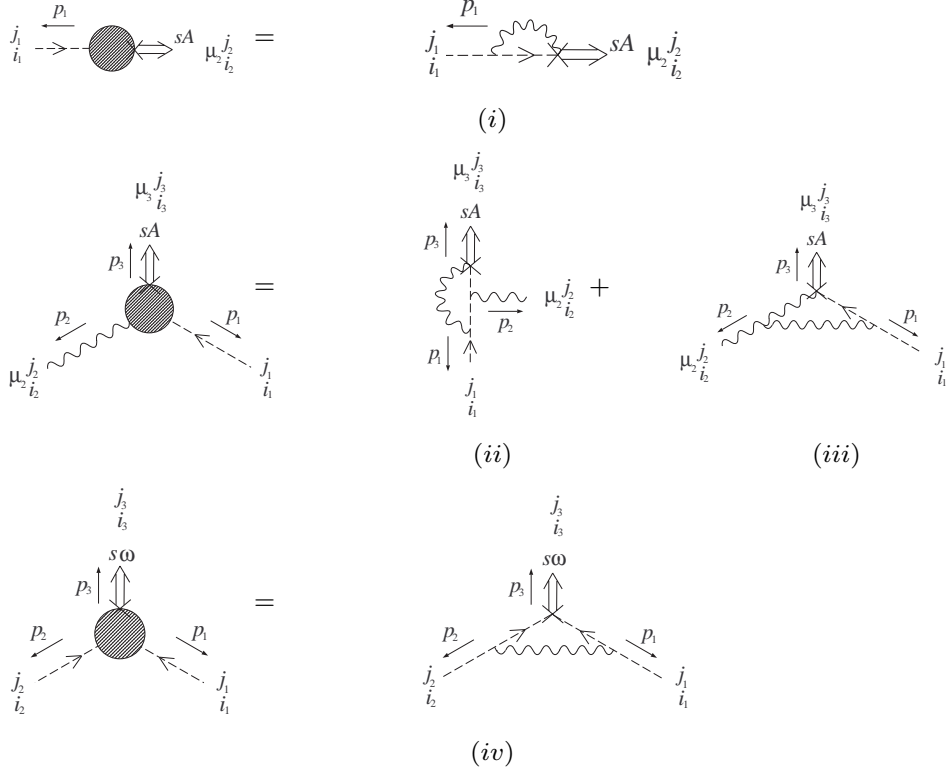 p₁
j₁
i₁
sA
μ₂ j₂
i₂
=
p₁
j₁
i₁
sA
μ₂ j₂
i₂
(i)
μ₃ j₃
i₃
sA
p₃
p₂
p₁
μ₂ j₂
i₂
j₁
i₁
=
μ₃ j₃
i₃
sA
p₃
μ₂ j₂
i₂
p₂
p₁
j₁
i₁
(ii)
+
μ₃ j₃
i₃
sA
p₃
p₂
p₁
μ₂ j₂
i₂
j₁
i₁
(iii)
j₃
i₃
sω
p₃
p₂
p₁
j₂
i₂
j₁
i₁
=
j₃
i₃
sω
p₃
p₂
p₁
j₂
i₂
j₁
i₁
(iv)